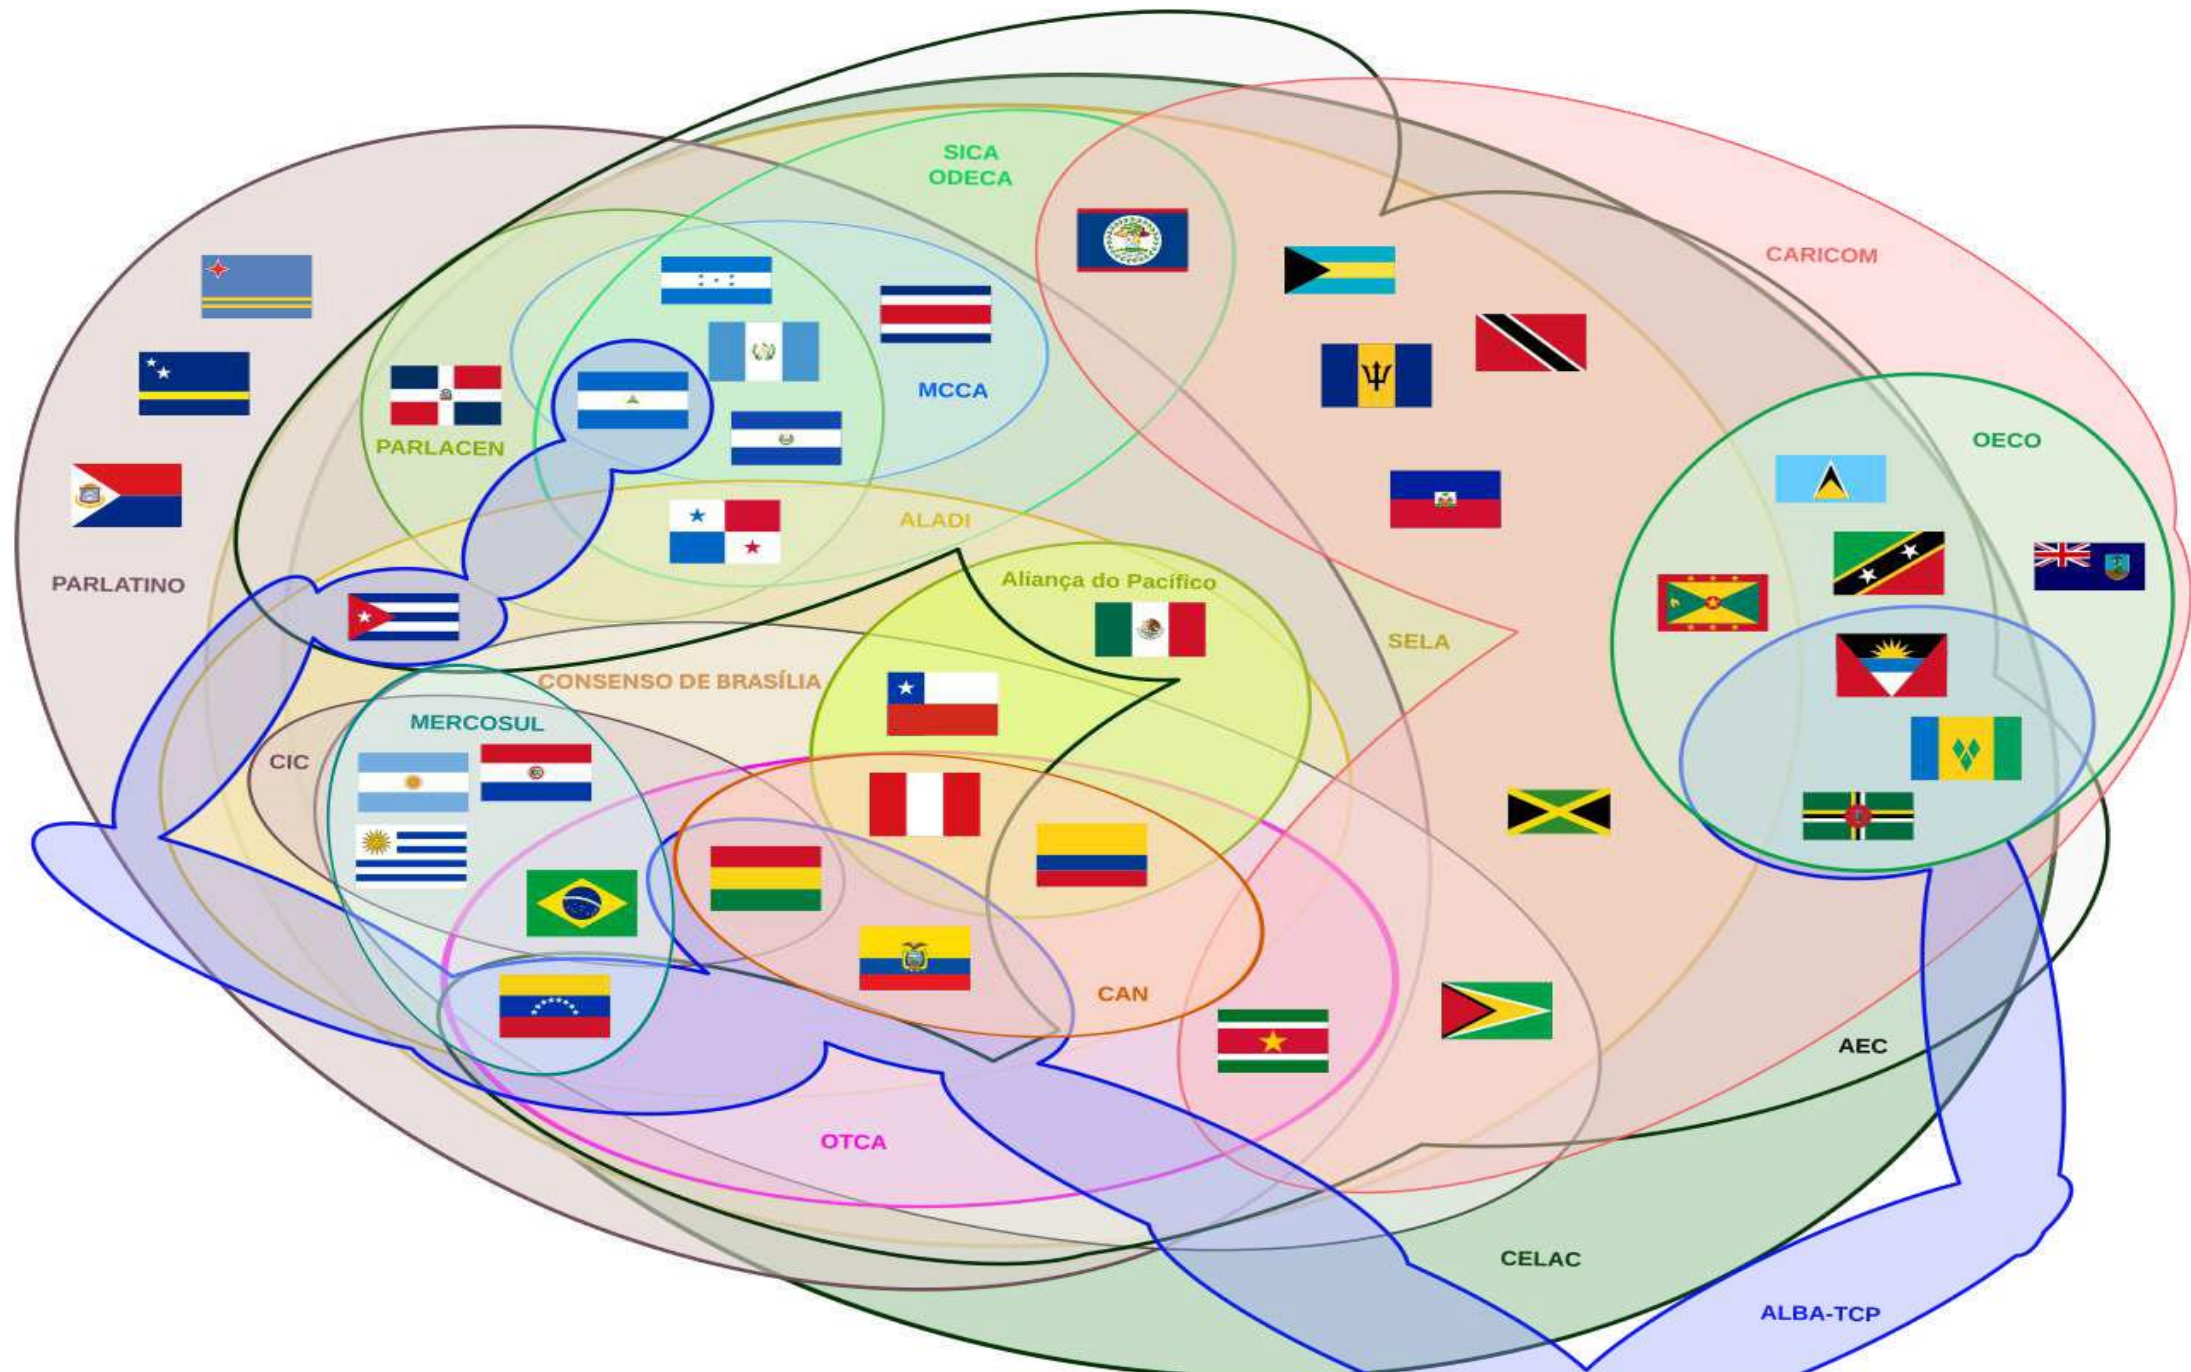 SICA
ODECA
CARICOM
MCCA
OECO
PARLACEN
ALADI
Aliança do Pacífico
PARLATINO
SELA
CONSENSO DE BRASÍLIA
MERCOSUL
CIC
CAN
AEC
OTCA
CELAC
ALBA-TCP